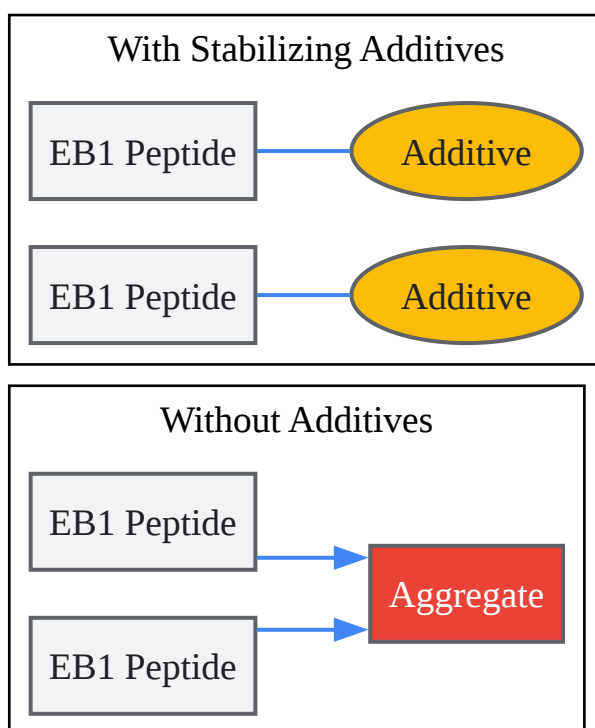 With Stabilizing Additives
EB1 Peptide
Additive
EB1 Peptide
Additive
Without Additives
EB1 Peptide
Aggregate
EB1 Peptide